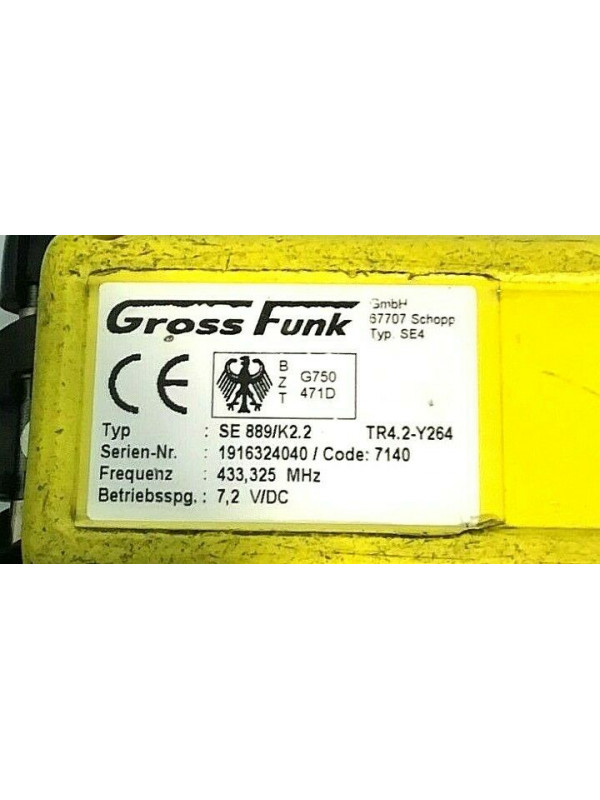 Gross Funk
GmbH
67707 Schopp
Typ. SE4
CE
BZT
G750
471D
Typ : SE 889/K2.2 TR4.2-Y264
Serien-Nr. : 1916324040 / Code: 7140
Frequenz : 433,325 MHz
Betriebsspg. : 7,2 V/DC